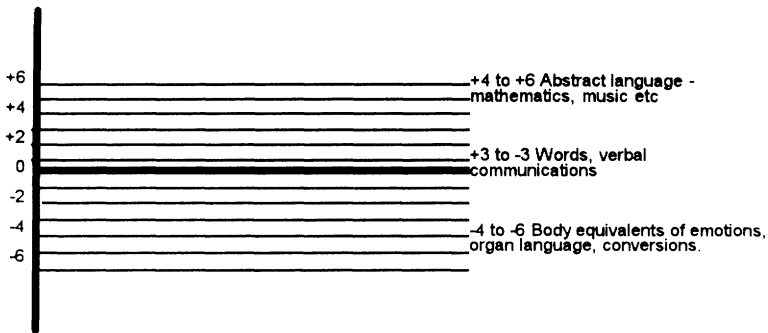 +6
+4 to +6 Abstract language -
mathematics, music etc
+4
+2
+3 to -3 Words, verbal
0
communications
-2
-4
-4 to -6 Body equivalents of emotions,
organ language, conversions.
-6